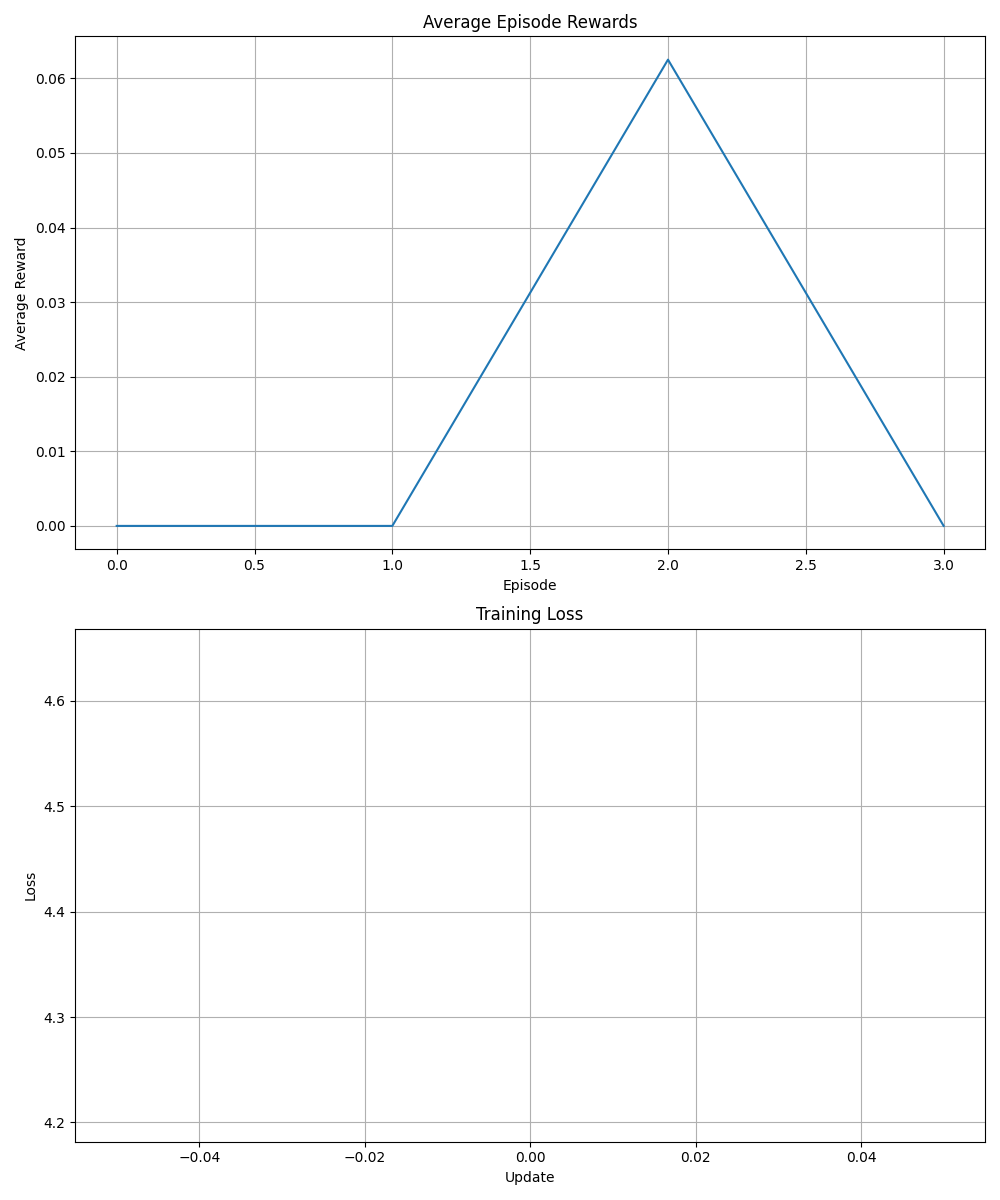 Average Episode Rewards
0.06
0.05
0.04
0.03
0.02
0.01
0.00
Average Reward
0.0 0.5 1.0 1.5 2.0 2.5 3.0
Episode
Training Loss
4.6
4.5
4.4
4.3
4.2
Loss
−0.04 −0.02 0.00 0.02 0.04
Update